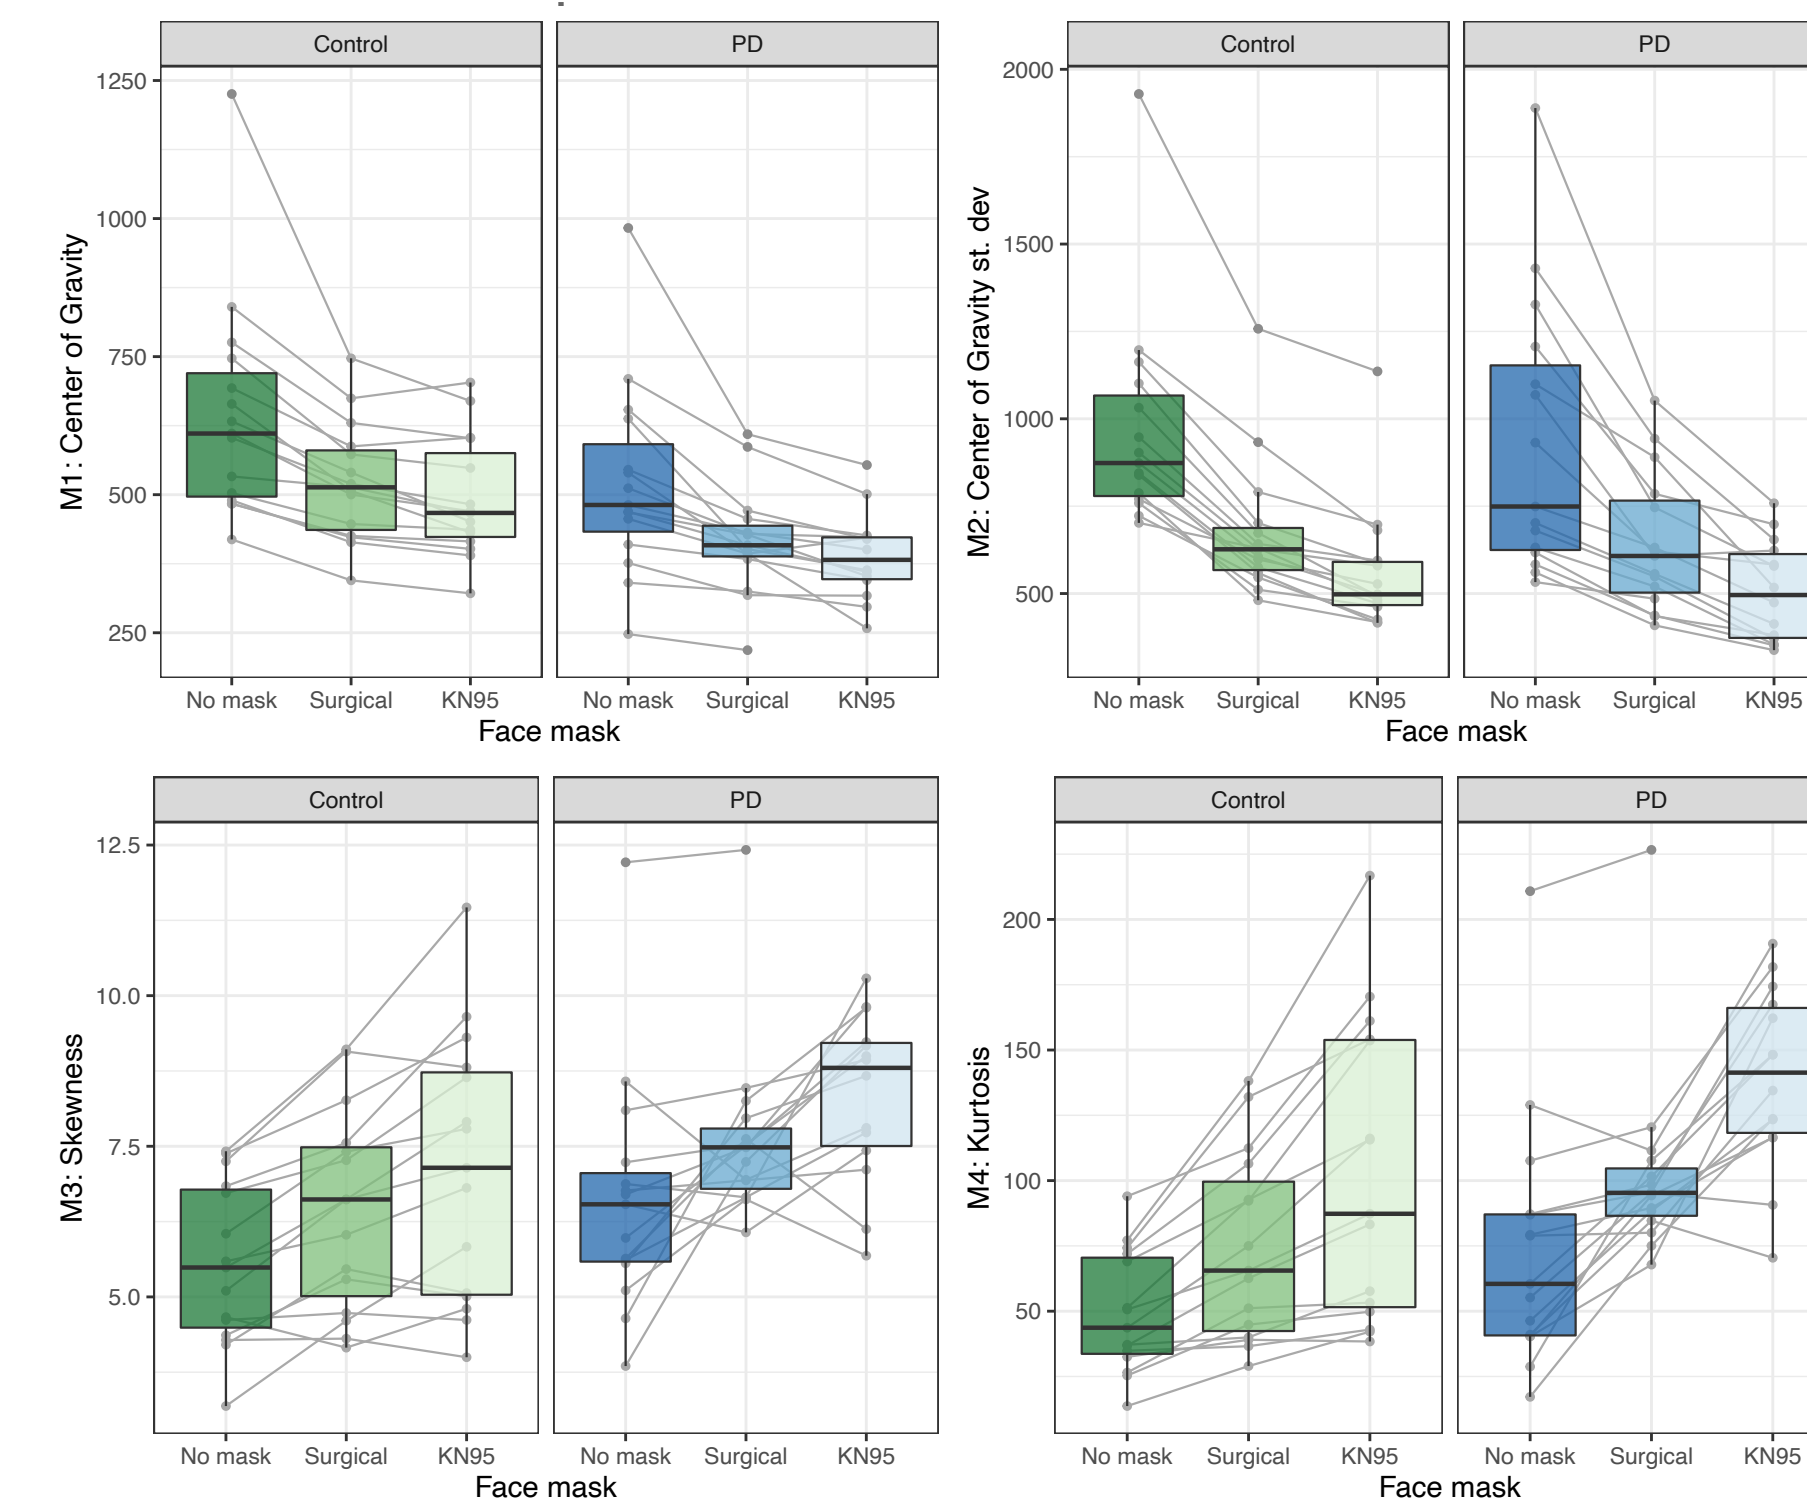 Control PD
1250
1000
750
500
250
M1: Center of Gravity
No mask Surgical KN95 No mask Surgical KN95
Face mask
Control PD
2000
1500
1000
500
M2: Center of Gravity st. dev
No mask Surgical KN95 No mask Surgical KN95
Face mask
Control PD
12.5
10.0
7.5
5.0
M3: Skewness
No mask Surgical KN95 No mask Surgical KN95
Face mask
Control PD
200
150
100
50
M4: Kurtosis
No mask Surgical KN95 No mask Surgical KN95
Face mask